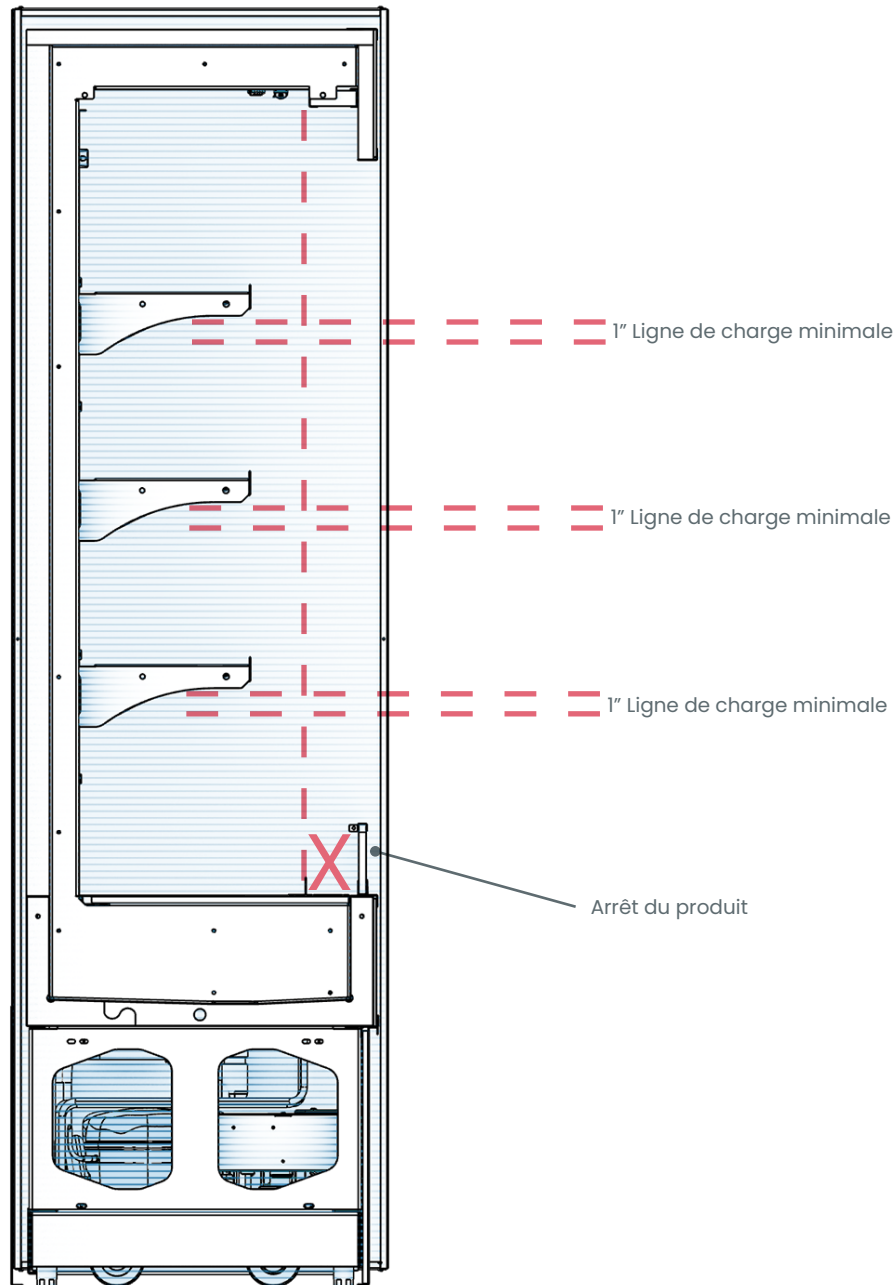 1” Ligne de charge minimale
1” Ligne de charge minimale
1” Ligne de charge minimale
X
Arrêt du produit